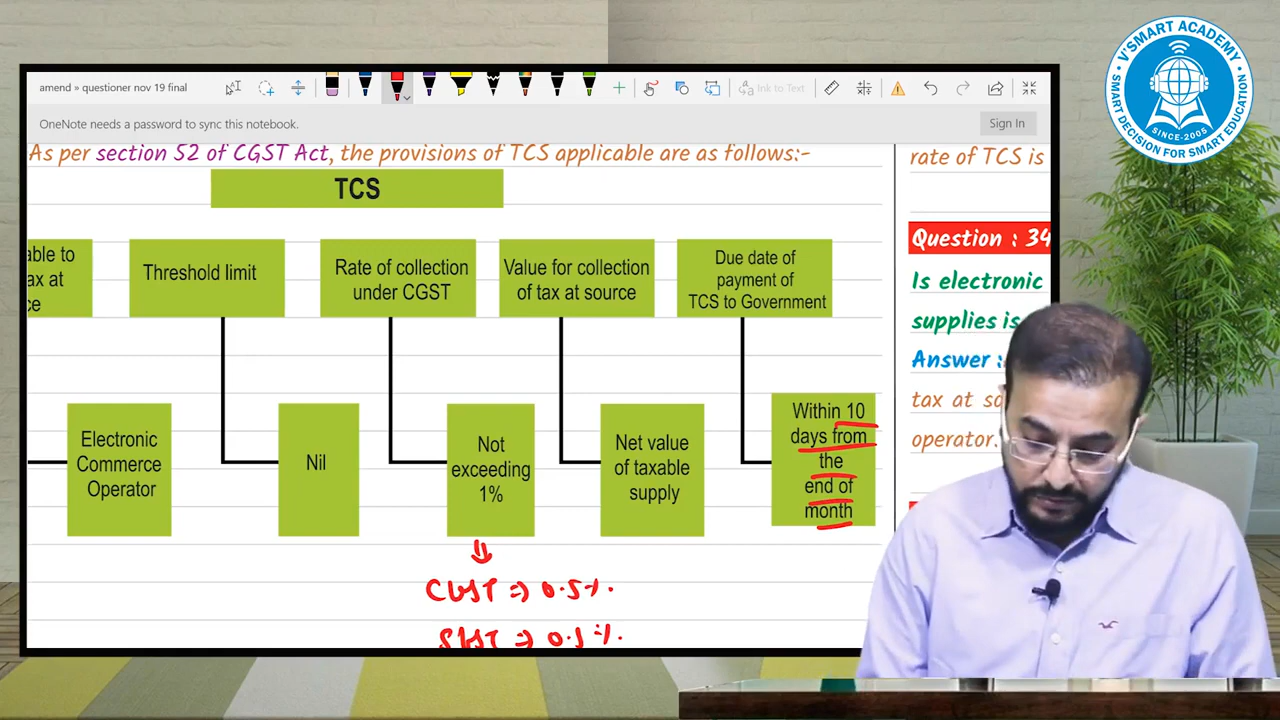 V'SMART ACADEMY
SMART DECISION FOR SMART EDUCATION
SINCE-2005
amend » questioner nov 19 final
Ink to Text
OneNote needs a password to sync this notebook.
Sign In
As per section 52 of CGST Act, the provisions of TCS applicable are as follows:-
TCS
able to
ax at
ce
Threshold limit
Rate of collection
under CGST
Value for collection
of tax at source
Due date of
payment of
TCS to Government
Electronic
Commerce
Operator
Nil
Not
exceeding
1%
Net value
of taxable
supply
Within 10
days from
the
end of
month
CGST ⇒ 0.5%.
SGST ⇒ 0.5%.
rate of TCS is
Question : 34
Is electronic
supplies is
Answer :
tax at so
operator.